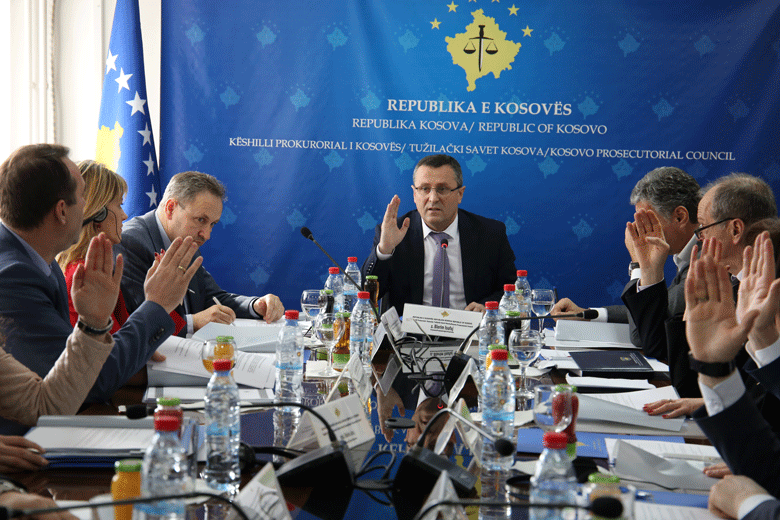 REPUBLIKA E KOSOVËS
REPUBLIKA KOSOVA/ REPUBLIC OF KOSOVO
KËSHILLI PROKURORIAL I KOSOVËS/ TUŽILAČKI SAVET KOSOVA/KOSOVO PROSECUTORIAL COUNCIL